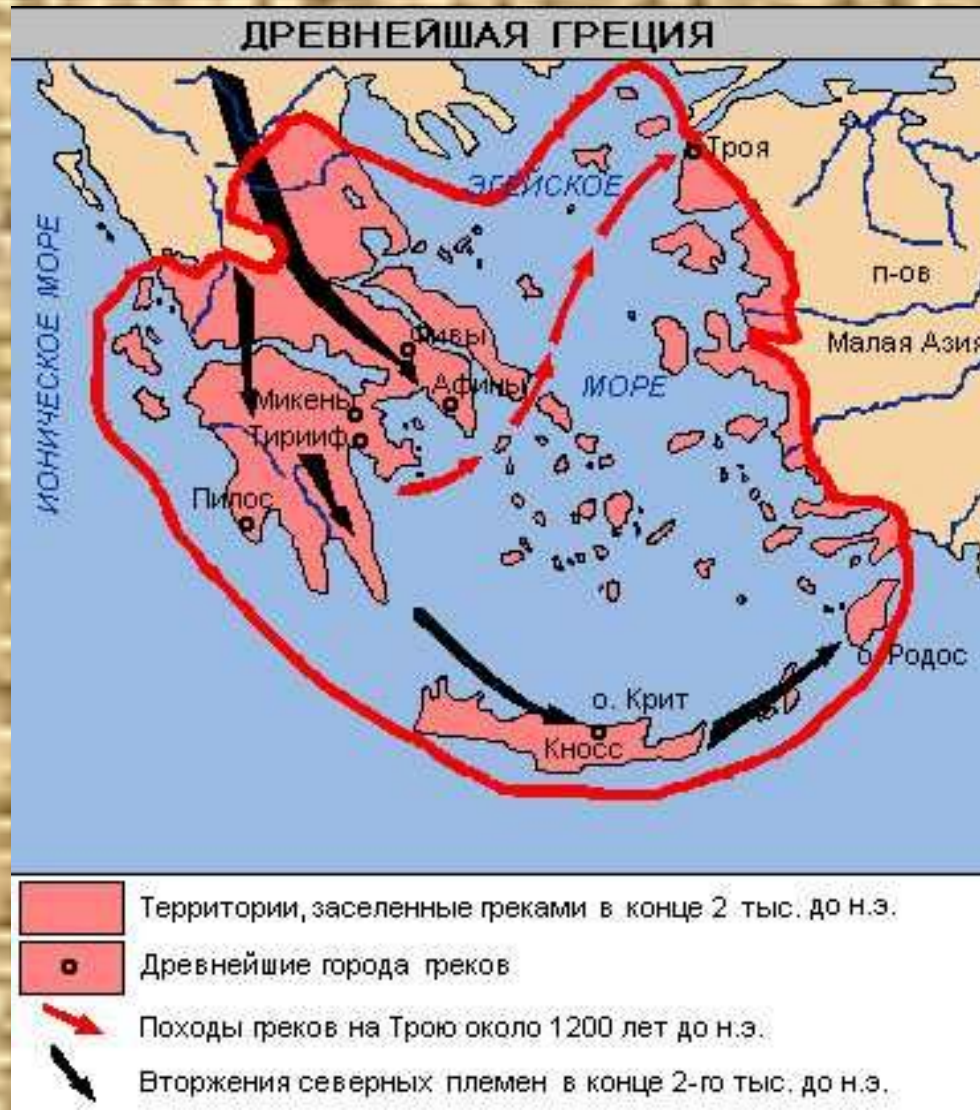 ДРЕВНЕЙШАЯ ГРЕЦИЯ
ИОНИЧЕСКОЕ МОРЕ
ЭГЕЙСКОЕ
МОРЕ
Троя
п-ов
Малая Азия
Фивы
Афины
Микены
Тирииф
Пилос
о. Родос
о. Крит
Кносс
Территории, заселенные греками в конце 2 тыс. до н.э.
Древнейшие города греков
Походы греков на Трою около 1200 лет до н.э.
Вторжения северных племен в конце 2-го тыс. до н.э.